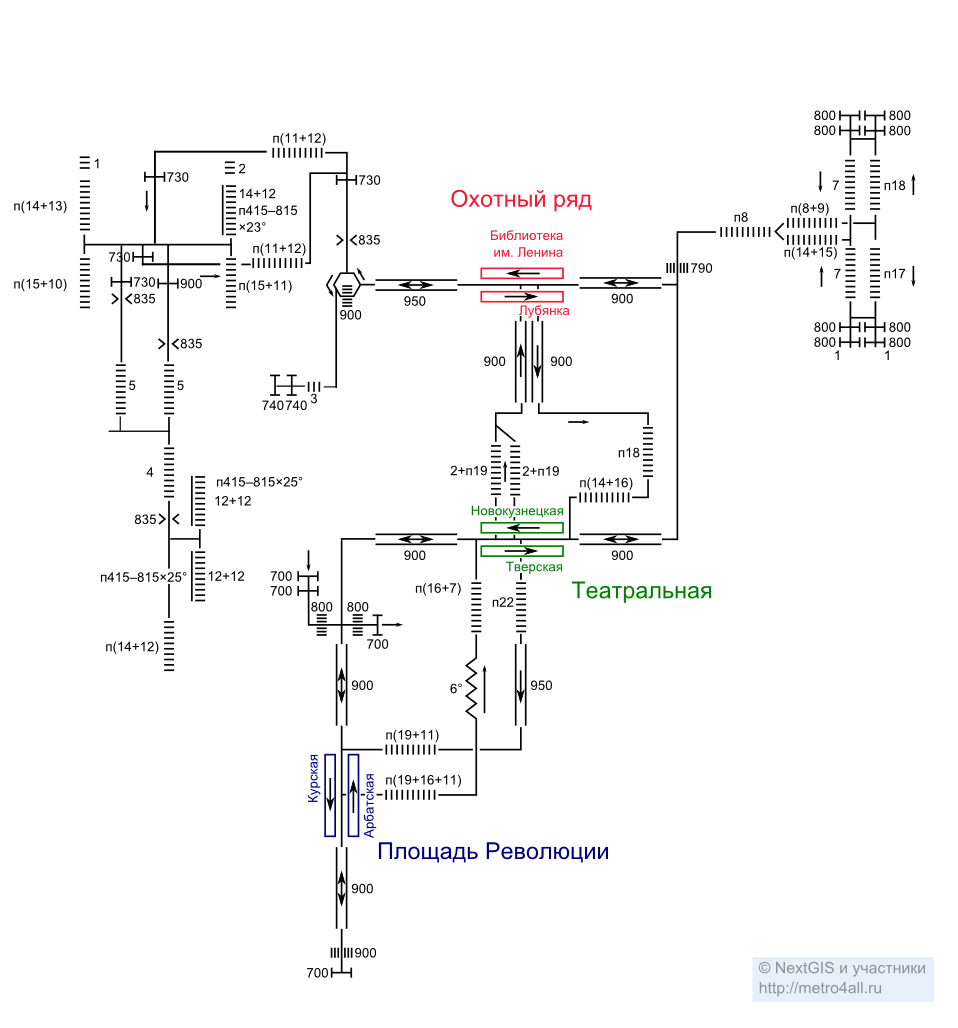 800
800
800
800
п(11+12)
1
2
730
730
7
п18
14+12
п415–815
×23°
п(14+13)
Охотный ряд
п8
п(8+9)
Библиотека
им. Ленина
835
п(11+12)
730
п(14+15)
790
730
900
п(15+10)
п(15+11)
7
п17
835
950
900
Лубянка
900
800
800
835
800
800
1
1
900
900
5
5
3
740
740
4
2+п19
2+п19
п18
п415–815×25°
12+12
п(14+16)
835
Новокузнецкая
900
900
Тверская
п415–815×25°
12+12
700
700
п(16+7)
Театральная
800
800
п22
п(14+12)
700
900
6°
950
п(19+11)
Курская
Арбатская
п(19+16+11)
Площадь Революции
900
900
700
© NextGIS и участники
http://metro4all.ru